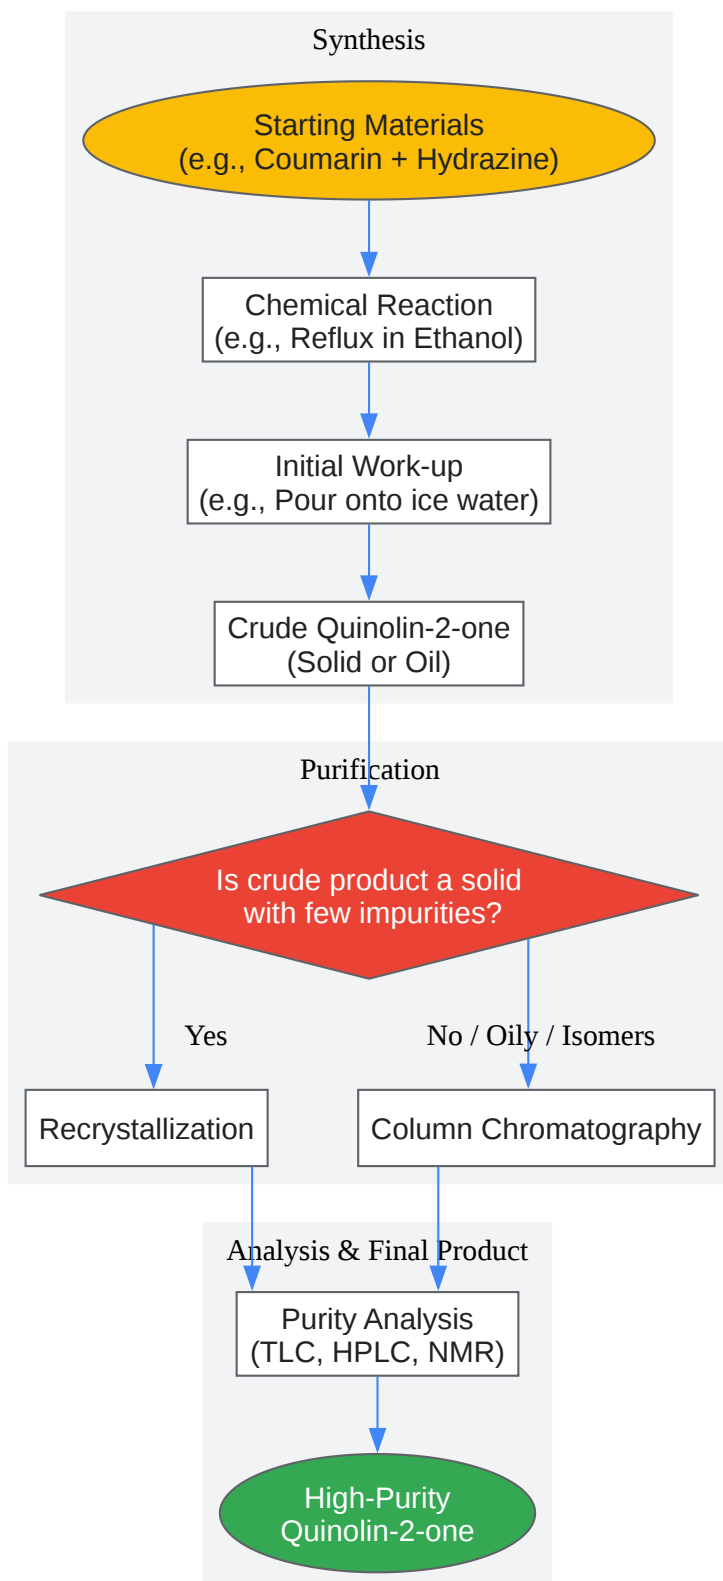 Synthesis
Starting Materials
(e.g., Coumarin + Hydrazine)
Chemical Reaction
(e.g., Reflux in Ethanol)
Initial Work-up
(e.g., Pour onto ice water)
Crude Quinolin-2-one
(Solid or Oil)
Purification
Is crude product a solid
with few impurities?
Yes
No / Oily / Isomers
Recrystallization
Column Chromatography
Analysis & Final Product
Purity Analysis
(TLC, HPLC, NMR)
High-Purity
Quinolin-2-one